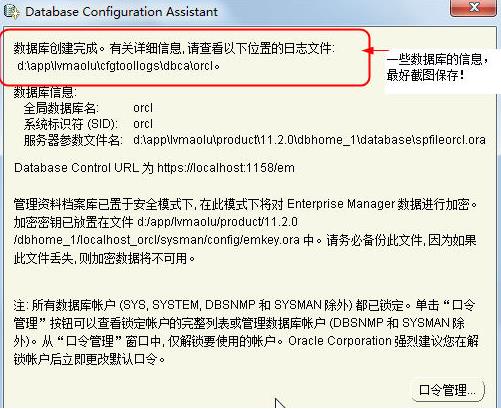 Database Configuration Assistant
数据库创建完成。有关详细信息, 请查看以下位置的日志文件:
d:\app\lvmaolu\cfgtoollogs\dbca\orcl。
一些数据库的信息，
最好截图保存！
数据库信息:
全局数据库名: orcl
系统标识符 (SID): orcl
服务器参数文件名: d:\app\lvmaolu\product\11.2.0\dbhome_1\database\spfileorcl.ora
Database Control URL 为 https://localhost:1158/em
管理资料档案库已置于安全模式下, 在此模式下将对 Enterprise Manager 数据进行加密。
加密密钥已放置在文件 d:/app/lvmaolu/product/11.2.0
/dbhome_1/localhost_orcl/sysman/config/emkey.ora 中。请务必备份此文件, 因为如果
此文件丢失, 则加密数据将不可用。
注: 所有数据库帐户 (SYS, SYSTEM, DBSNMP 和 SYSMAN 除外) 都已锁定。单击“口令
管理”按钮可以查看锁定帐户的完整列表或管理数据库帐户 (DBSNMP 和 SYSMAN 除
外)。从“口令管理”窗口中, 仅解锁要使用的帐户。Oracle Corporation 强烈建议您在解
锁帐户后立即更改默认口令。
口令管理...